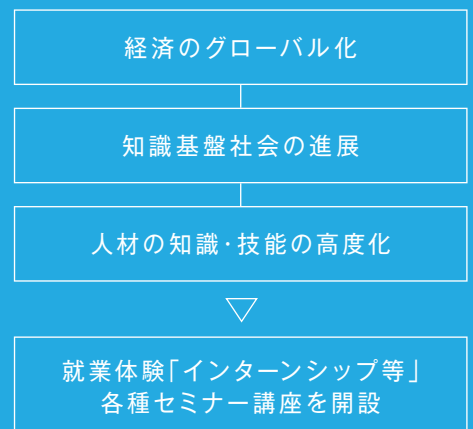 経済のグローバル化
知識基盤社会の進展
人材の知識・技能の高度化
就業体験「インターンシップ等」
各種セミナー講座を開設